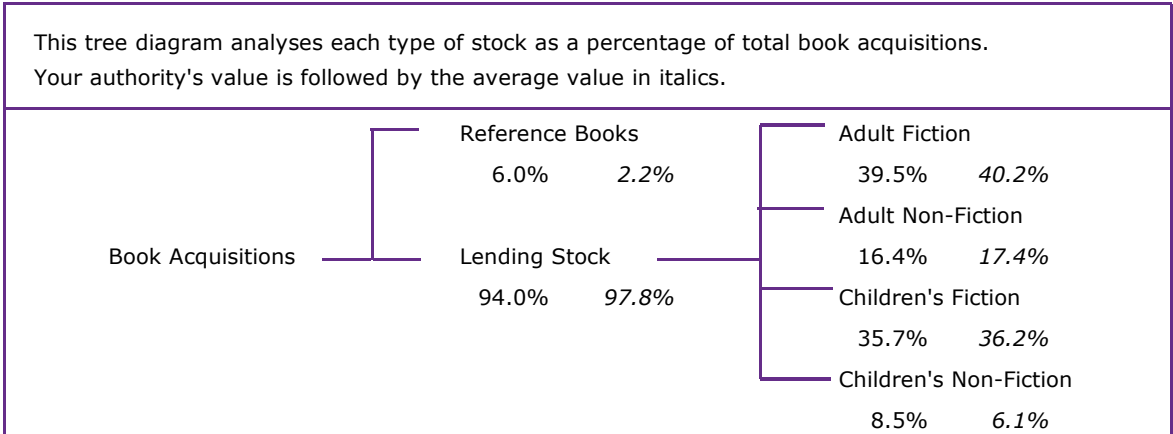 This tree diagram analyses each type of stock as a percentage of total book acquisitions.
Your authority's value is followed by the average value in italics.
Reference Books
6.0% 2.2%
Book Acquisitions
Lending Stock
94.0% 97.8%
Adult Fiction
39.5% 40.2%
Adult Non-Fiction
16.4% 17.4%
Children's Fiction
35.7% 36.2%
Children's Non-Fiction
8.5% 6.1%